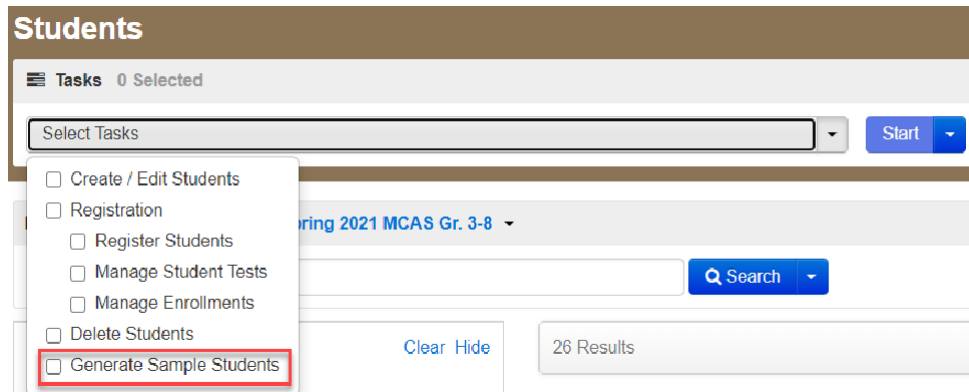 Students
Tasks 0 Selected
Select Tasks
Start
Create / Edit Students
Registration
ring 2021 MCAS Gr. 3-8
Register Students
Manage Student Tests
Search
Manage Enrollments
Delete Students
Clear Hide
26 Results
Generate Sample Students